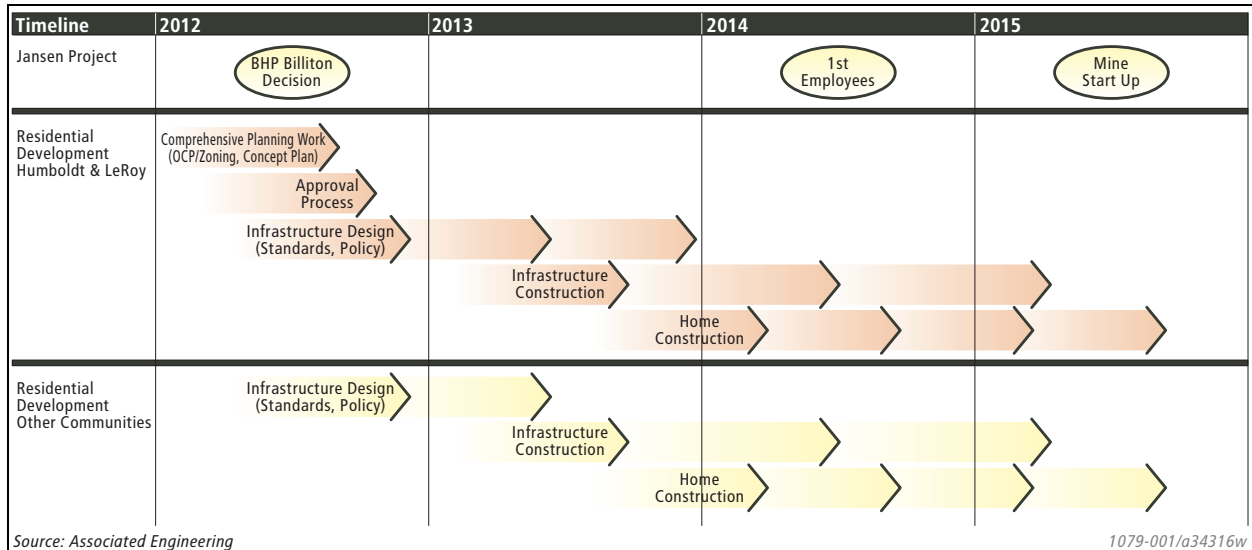 Timeline 2012 2013 2014 2015
Jansen Project
BHP Billiton
Decision
1st
Employees
Mine
Start Up
Residential
Development
Humboldt & LeRoy
Comprehensive Planning Work
(OCP/Zoning, Concept Plan)
Approval
Process
Infrastructure Design
(Standards, Policy)
Infrastructure
Construction
Home
Construction
Residential
Development
Other Communities
Infrastructure Design
(Standards, Policy)
Infrastructure
Construction
Home
Construction
Source: Associated Engineering
1079-001/a34316w